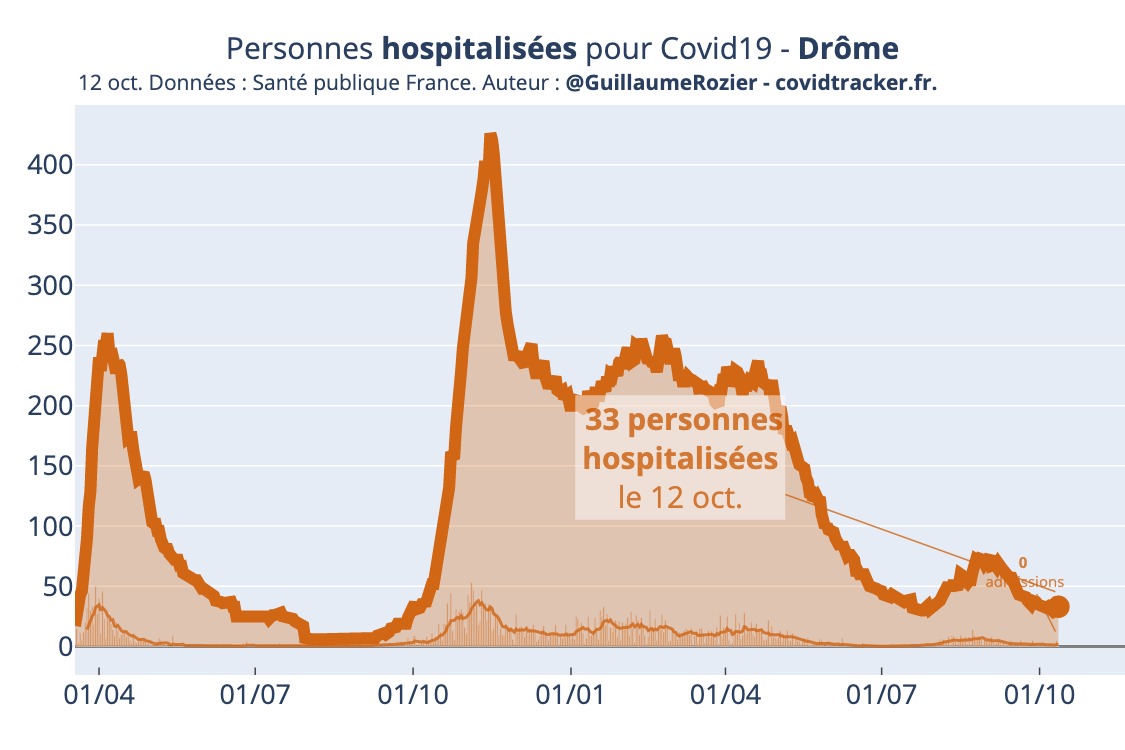 Personnes hospitalisées pour Covid19 - Drôme
12 oct. Données : Santé publique France. Auteur : @GuillaumeRozier - covidtracker.fr.
400
350
300
250
200
150
100
50
0
33 personnes
hospitalisées
le 12 oct.
0
admissions
01/04
01/07
01/10
01/01
01/04
01/07
01/10